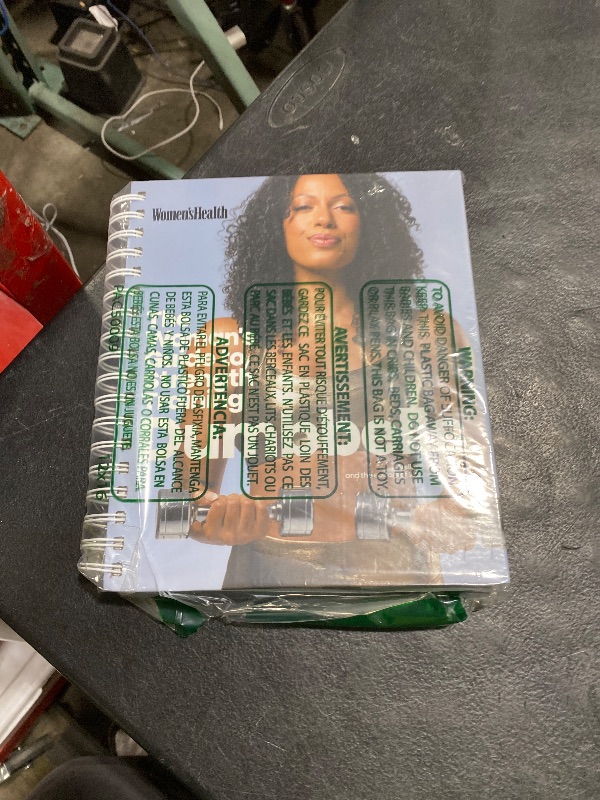 Women'sHealth
WARNING:
TO AVOID DANGER OF SUFFOCATION,
KEEP THIS PLASTIC BAG AWAY FROM
BABIES AND CHILDREN. DO NOT USE
THIS BAG IN CRIBS, BEDS, CARRIAGES
OR PLAYPENS. THIS BAG IS NOT A TOY.
AVERTISSEMENT:
POUR ÉVITER TOUT RISQUE D'ÉTOUFFEMENT,
GARDEZ CE SAC EN PLASTIQUE LOIN DES
BÉBÉS ET LES ENFANTS. N'UTILISEZ PAS CE
SAC DANS LES BERCEAUX, LITS, CHARIOTS OU
PARC AU BÉBÉ. CE SAC N'EST PAS UN JOUET.
ADVERTENCIA:
PARA EVITAR EL PELIGRO DE ASFIXIA, MANTENGA
ESTA BOLSA DE PLASTICO FUERA DEL ALCANCE
DE BEBES Y NIÑOS. NO USAR ESTA BOLSA EN
CUNAS, CAMAS, CARRIOLAS O CORRALES PARA
BEBES. ESTA BOLSA NO ES UN JUGUETE.
and the